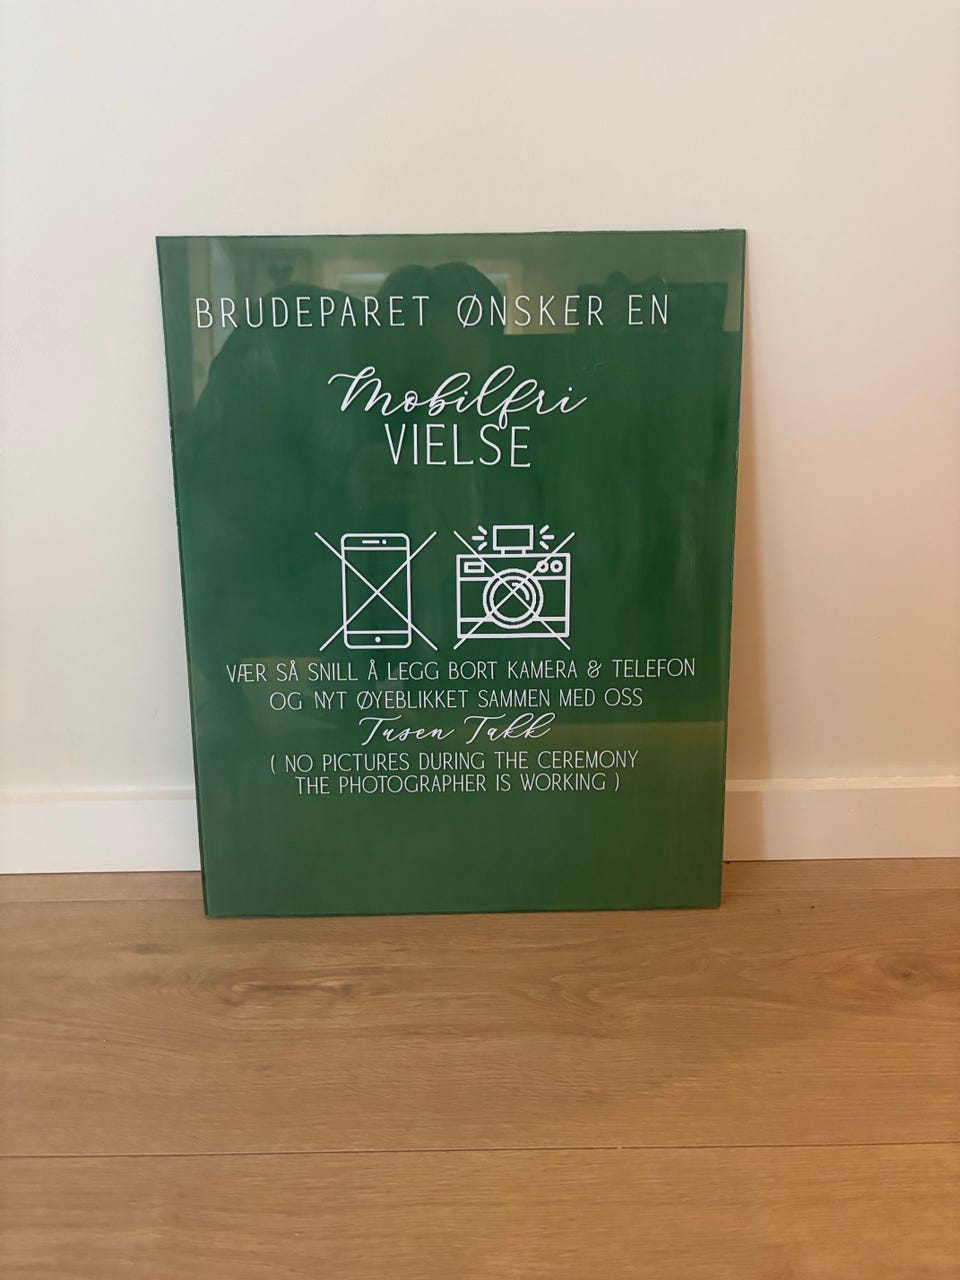 BRUDEPARET ØNSKER EN
Mobilfri
VIELSE
VÆR SÅ SNILL Å LEGG BORT KAMERA & TELEFON
OG NYT ØYEBLIKKET SAMMEN MED OSS
Tusen Takk
( NO PICTURES DURING THE CEREMONY
THE PHOTOGRAPHER IS WORKING )